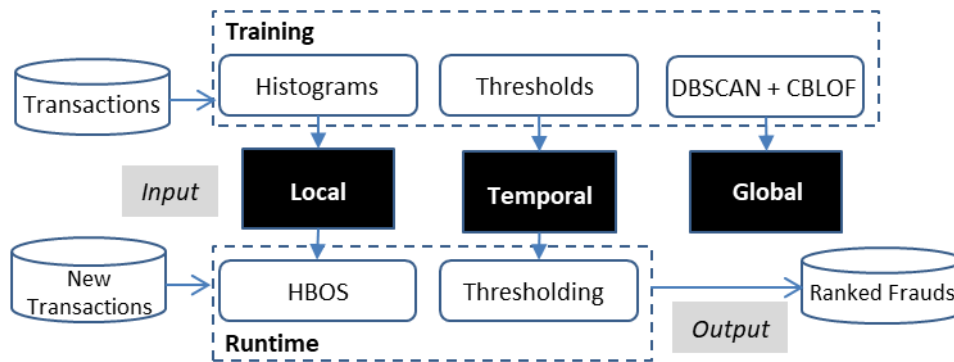 Training
Transactions
Histograms
Thresholds
DBSCAN + CBLOF
Input
Local
Temporal
Global
New
Transactions
HBOS
Thresholding
Ranked Frauds
Runtime
Output